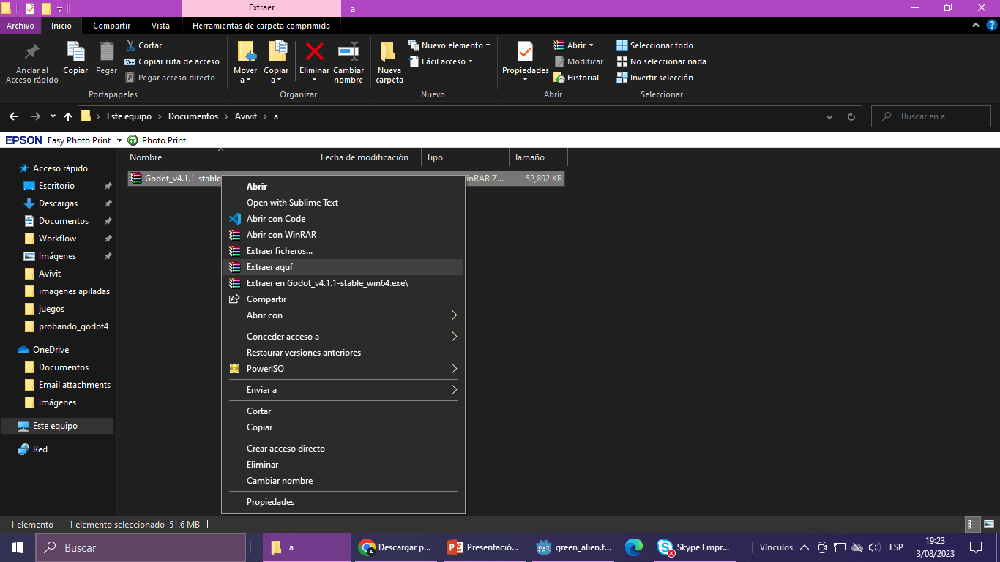 Extraer
a
Archivo Inicio Compartir Vista Herramientas de carpeta comprimida
Anclar al
Acceso rápido
Copiar
Pegar
Cortar
Copiar ruta de acceso
Pegar acceso directo
Portapapeles
Mover
a
Copiar
a
Eliminar
Cambiar
nombre
Organizar
Nueva
carpeta
Nuevo elemento
Fácil acceso
Nuevo
Propiedades
Abrir
Modificar
Historial
Abrir
Seleccionar todo
No seleccionar nada
Invertir selección
Seleccionar
Este equipo > Documentos > Avivit > a
Buscar en a
EPSON Easy Photo Print Photo Print
Nombre Fecha de modificación Tipo Tamaño
Godot_v4.1.1-stable
inRAR Z... 52,892 KB
Acceso rápido
Escritorio
Descargas
Documentos
Workflow
Imágenes
Avivit
imagenes apiladas
juegos
probando_godot4
OneDrive
Documentos
Email attachments
Imágenes
Este equipo
Red
Abrir
Open with Sublime Text
Abrir con Code
Abrir con WinRAR
Extraer ficheros...
Extraer aquí
Extraer en Godot_v4.1.1-stable_win64.exe\
Compartir
Abrir con
Conceder acceso a
Restaurar versiones anteriores
PowerISO
Enviar a
Cortar
Copiar
Crear acceso directo
Eliminar
Cambiar nombre
Propiedades
1 elemento 1 elemento seleccionado 51.6 MB
Buscar
a
Descargar p...
Presentació...
green_alien.t...
Skype Empr...
Vínculos
ESP
19:23
3/08/2023